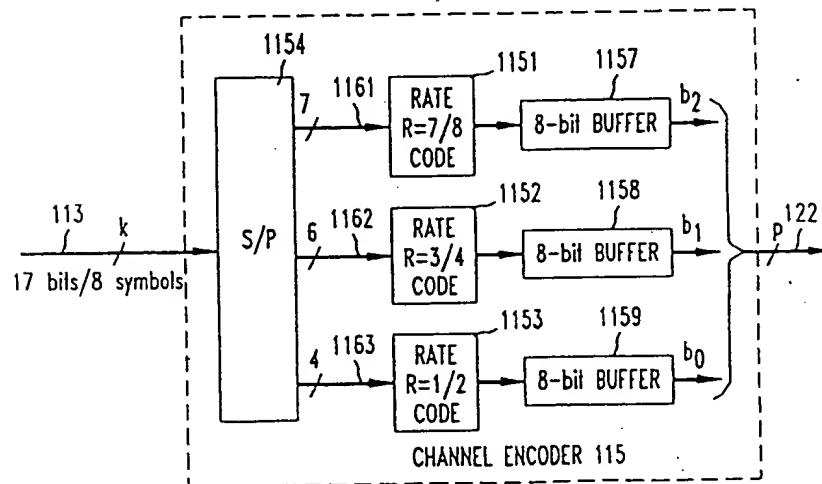 1154
1151
1157
7
1161
RATE
R=7/8
CODE
8-bit BUFFER
b2
113
k
17 bits/8 symbols
S/P
6
1162
1152
RATE
R=3/4
CODE
1158
8-bit BUFFER
b1
p
122
4
1163
1153
RATE
R=1/2
CODE
1159
8-bit BUFFER
b0
CHANNEL ENCODER 115